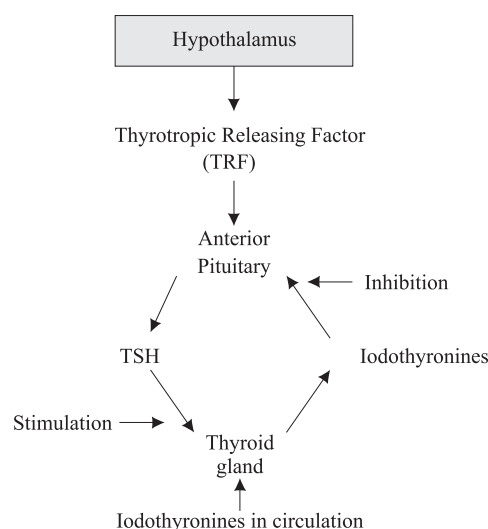 Hypothalamus
Thyrotropic Releasing Factor
(TRF)
Anterior
Pituitary
Inhibition
TSH
Iodothyronines
Stimulation
Thyroid
gland
Iodothyronines in circulation